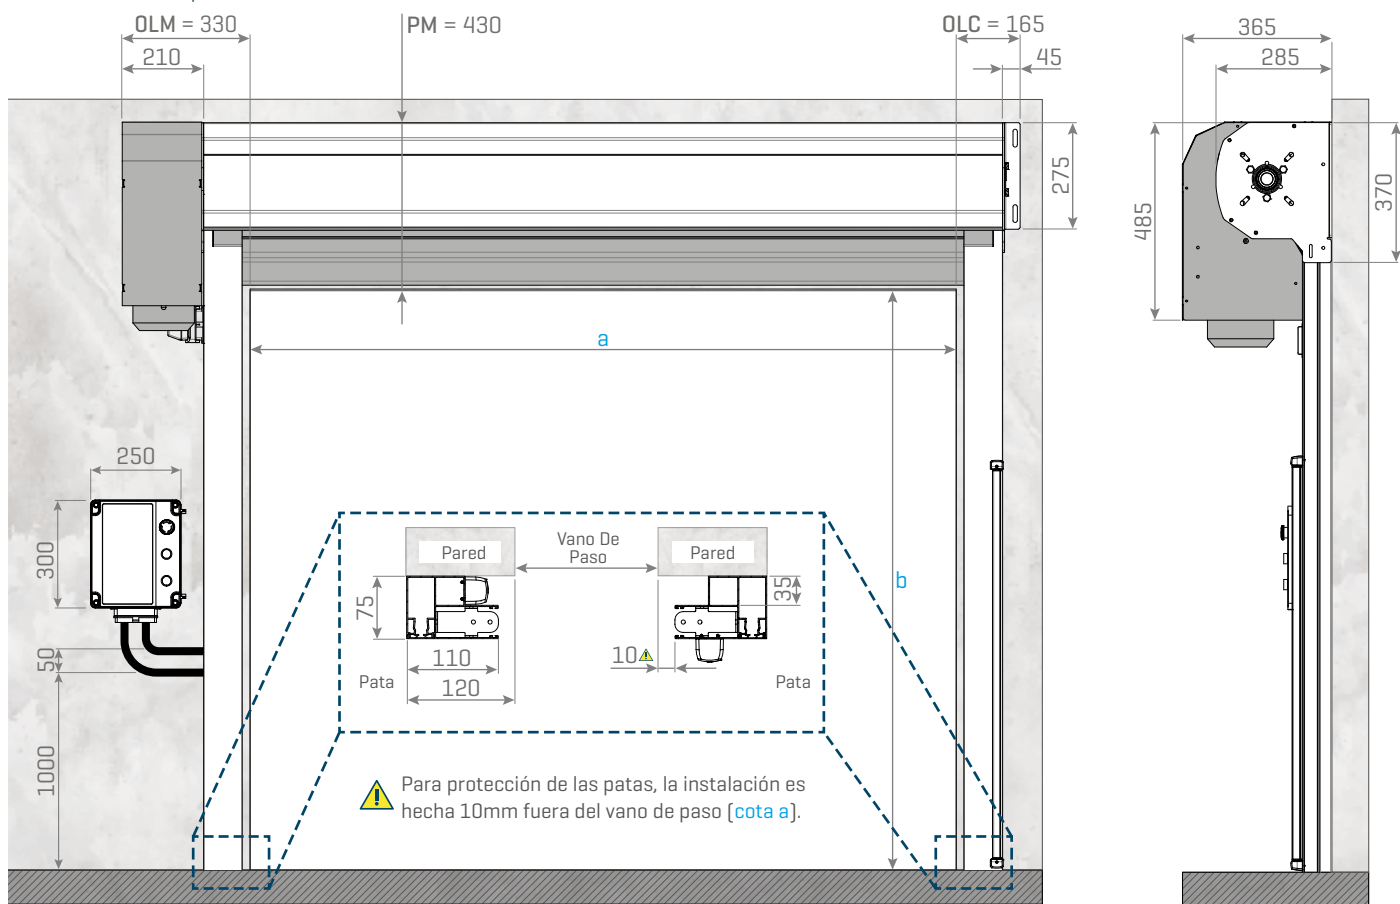 OLM = 330
PM = 430
OLC = 165
365
210
45
285
275
485
370
a
250
300
Pared
Vano De
Paso
Pared
75
35
b
110
10
50
Pata
120
Pata
1000
Para protección de las patas, la instalación es
hecha 10mm fuera del vano de paso (cota a).